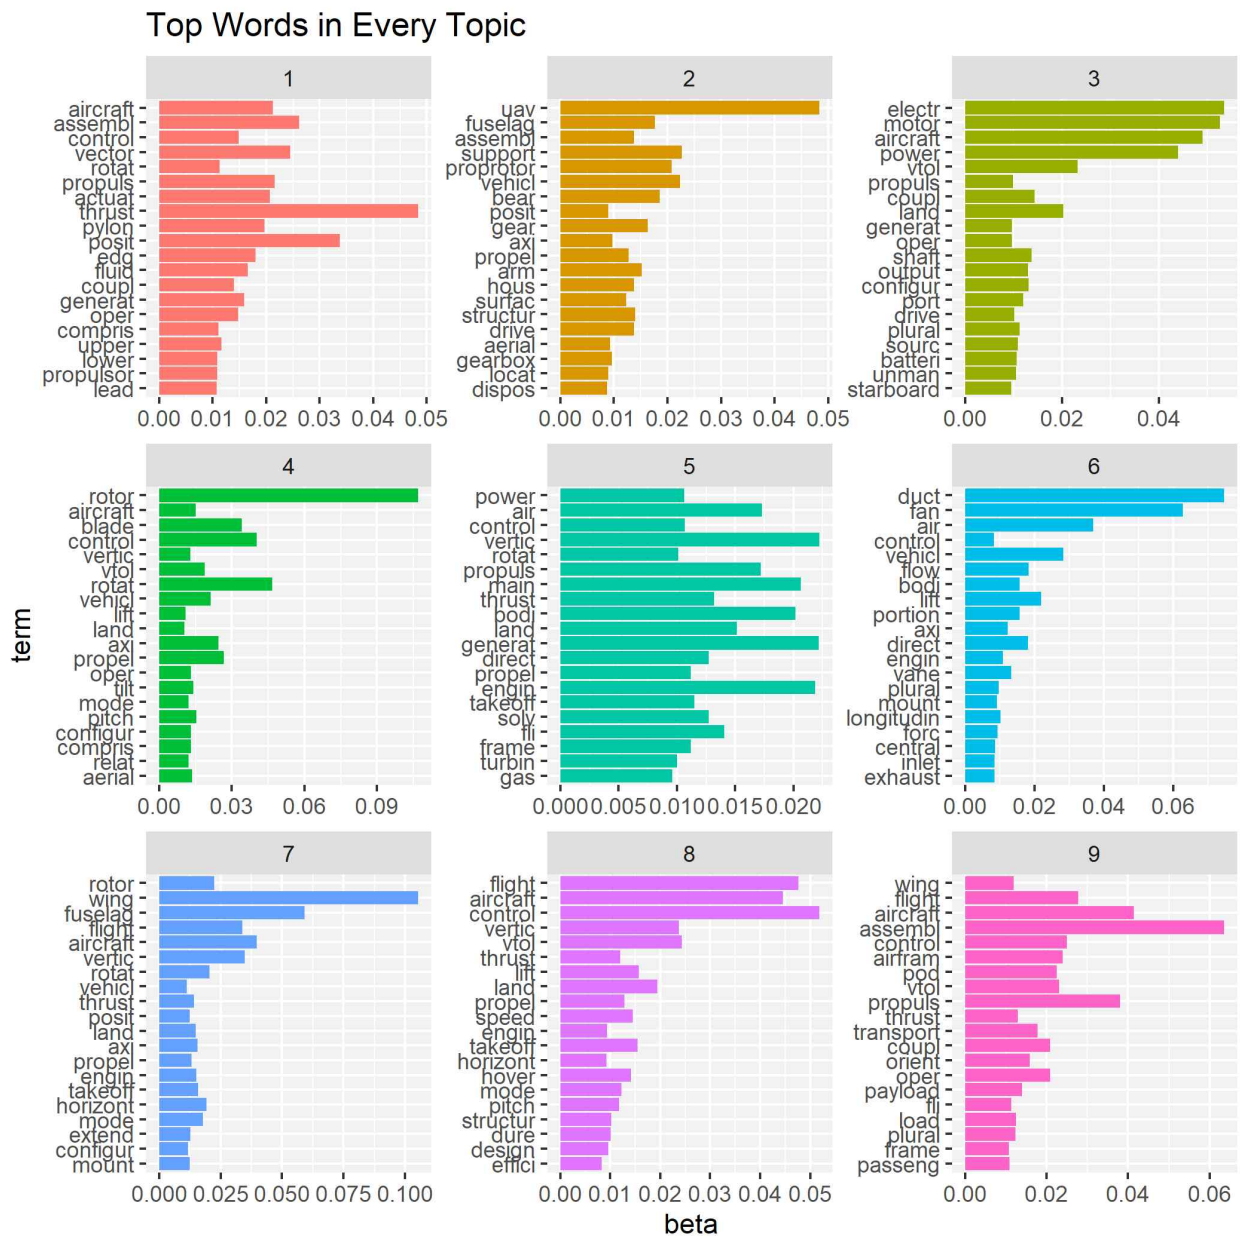 Top Words in Every Topic
1
aircraft
assembl
control
vector
rotat
propuls
actuat
thrust
pylon
posit
edg
fluid
coupl
generat
oper
compris
upper
lower
propulsor
lead
0.00 0.01 0.02 0.03 0.04 0.05
2
uav
fuselag
assembl
support
proprotor
vehicl
bear
posit
gear
axi
propel
arm
hous
surfac
structur
drive
aerial
gearbox
locat
dispos
0.00 0.01 0.02 0.03 0.04 0.05
3
electr
motor
aircraft
power
vtol
propuls
coupl
land
generat
oper
shaft
output
configur
port
drive
plural
sourc
batteri
unman
starboard
0.00 0.02 0.04
4
rotor
aircraft
blade
control
vertic
vtol
rotat
vehicl
lift
land
axi
propel
oper
tilt
mode
pitch
configur
compris
relat
aerial
0.00 0.03 0.06 0.09
5
power
air
control
vertic
rotat
propuls
main
thrust
bodi
land
generat
direct
propel
engin
takeoff
solv
fli
frame
turbin
gas
0.000 0.005 0.010 0.015 0.020
6
duct
fan
air
control
vehicl
flow
bodi
lift
portion
axi
direct
engin
vane
plural
mount
longitudin
forc
central
inlet
exhaust
0.00 0.02 0.04 0.06
7
rotor
wing
fuselag
flight
aircraft
vertic
rotat
vehicl
thrust
posit
land
axi
propel
engin
takeoff
horizont
mode
extend
configur
mount
0.000 0.025 0.050 0.075 0.100
8
flight
aircraft
control
vertic
vtol
thrust
lift
land
propel
speed
engin
takeoff
horizont
hover
mode
pitch
structur
dure
design
effici
0.00 0.01 0.02 0.03 0.04 0.05
9
wing
flight
aircraft
assembl
control
airfram
pod
vtol
propuls
thrust
transport
coupl
orient
oper
payload
fli
load
plural
frame
passeng
0.00 0.02 0.04 0.06
term
beta